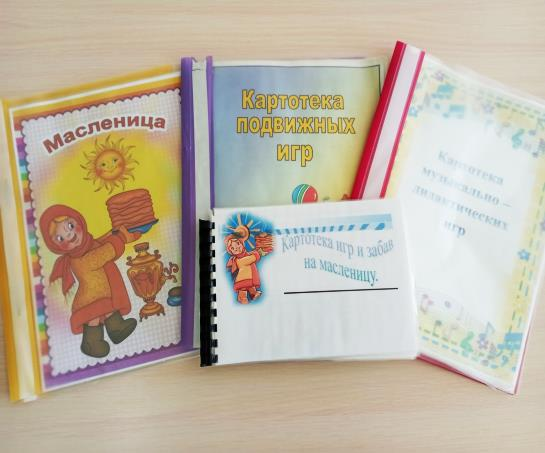 Масленица
Картотека
подвижных
игр
Картотека
музыкально –
дидактических
игр
Картотека игр и забав
на масленицу.